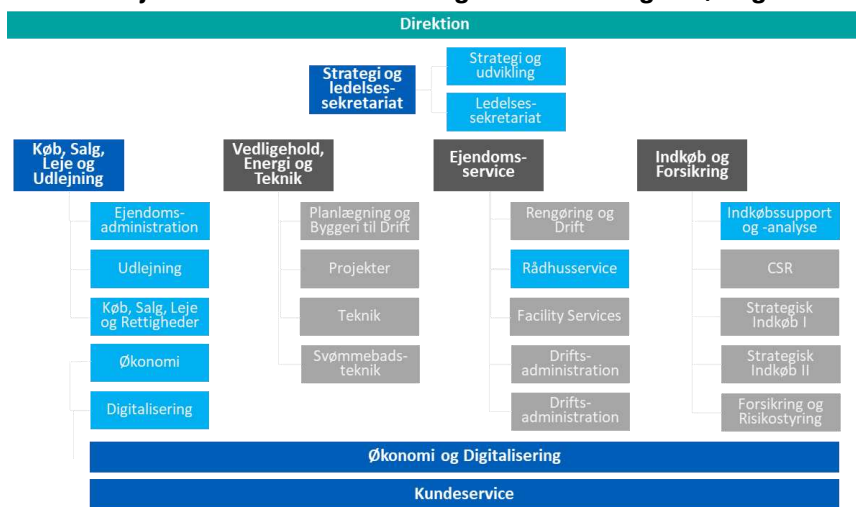 Direktion
Strategi og
ledelses-
sekretariat
Strategi og
udvikling
Ledelses-
sekretariat
Køb, Salg,
Leje og
Udlejning
Vedligehold,
Energi og
Teknik
Ejendoms-
service
Indkøb og
Forsikring
Ejendoms-
administration
Planlægning og
Byggeri til Drift
Rengøring og
Drift
Indkøbssupport
og -analyse
Udlejning
Projekter
Rådhusservice
CSR
Køb, Salg, Leje
og Rettigheder
Teknik
Facility Services
Strategisk
Indkøb I
Økonomi
Svømmebads-
teknik
Drifts-
administration
Strategisk
Indkøb II
Digitalisering
Drifts-
administration
Forsikring og
Risikostyring
Økonomi og Digitalisering
Kundeservice